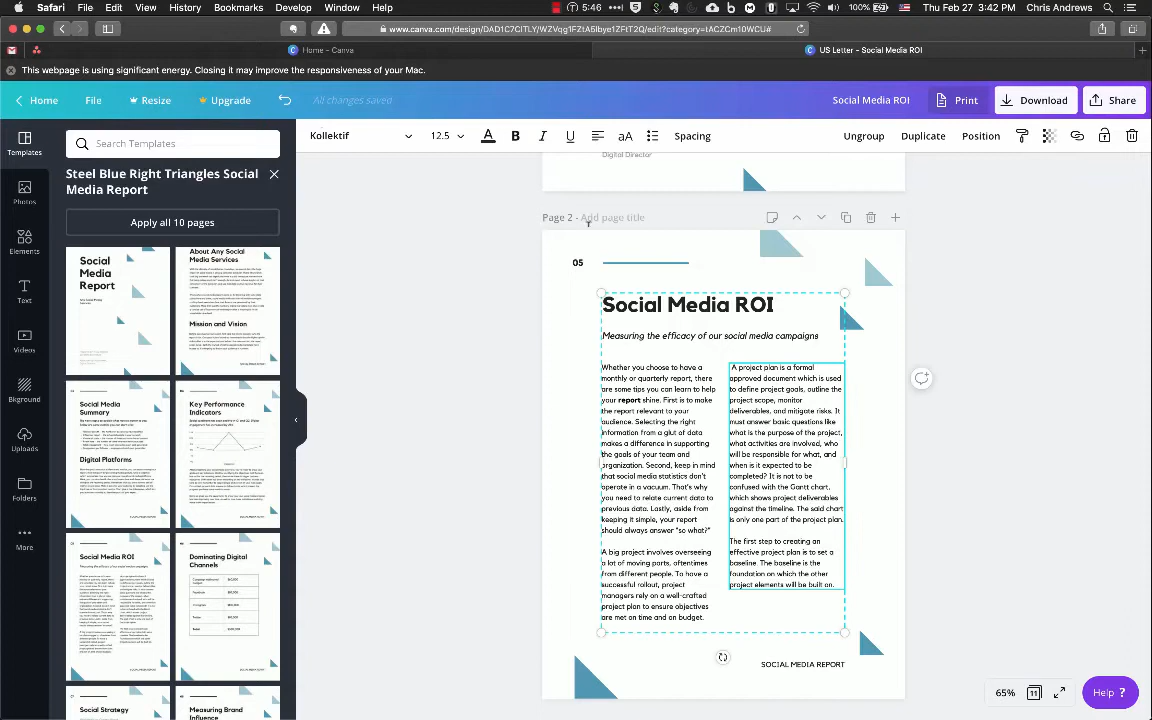 Safari File Edit View History Bookmarks Develop Window Help
5:46 100% Thu Feb 27 3:42 PM Chris Andrews
www.canva.com/design/DAD1C7CITLY/WZVqg1FZtA5Ibye1ZFtT2Q/edit?category=tACZCm10WCU#
Home - Canva
US Letter - Social Media ROI
This webpage is using significant energy. Closing it may improve the responsiveness of your Mac.
Home File Resize Upgrade All changes saved Social Media ROI Print Download Share
Templates
Photos
Elements
Text
Videos
Bkground
Uploads
Folders
More
Search Templates
Steel Blue Right Triangles Social
Media Report
Apply all 10 pages
Social
Media
Report
About Any Social
Media Services
Mission and Vision
Social Media
Summary
Digital Platforms
Key Performance
Indicators
Social Media ROI
Dominating Digital
Channels
Social Strategy
Measuring Brand
Influence
Kollektif 12.5 A B I U aA Spacing Ungroup Duplicate Position
Digital Director
Page 2 - Add page title
05
Social Media ROI
Measuring the efficacy of our social media campaigns
Whether you choose to have a
monthly or quarterly report, there
are some tips you can learn to help
your report shine. First is to make
the report relevant to your
audience. Selecting the right
information from a glut of data
makes a difference in supporting
the goals of your team and
organization. Second, keep in mind
that social media statistics don't
operate in a vacuum. That's why
you need to relate current data to
previous data. Lastly, aside from
keeping it simple, your report
should always answer "so what?"
A big project involves overseeing
a lot of moving parts, oftentimes
from different people. To have a
successful rollout, project
managers rely on a well-crafted
project plan to ensure objectives
are met on time and on budget.
A project plan is a formal
approved document which is used
to define project goals, outline the
project scope, monitor
deliverables, and mitigate risks. It
must answer basic questions like
what is the purpose of the project,
what activities are involved, who
will be responsible for what, and
when is it expected to be
completed? It is not to be
confused with the Gantt chart,
which shows project deliverables
against the timeline. The said chart
is only one part of the project plan.
The first step to creating an
effective project plan is to set a
baseline. The baseline is the
foundation on which the other
project elements will be built on.
SOCIAL MEDIA REPORT
65% 11 Help ?